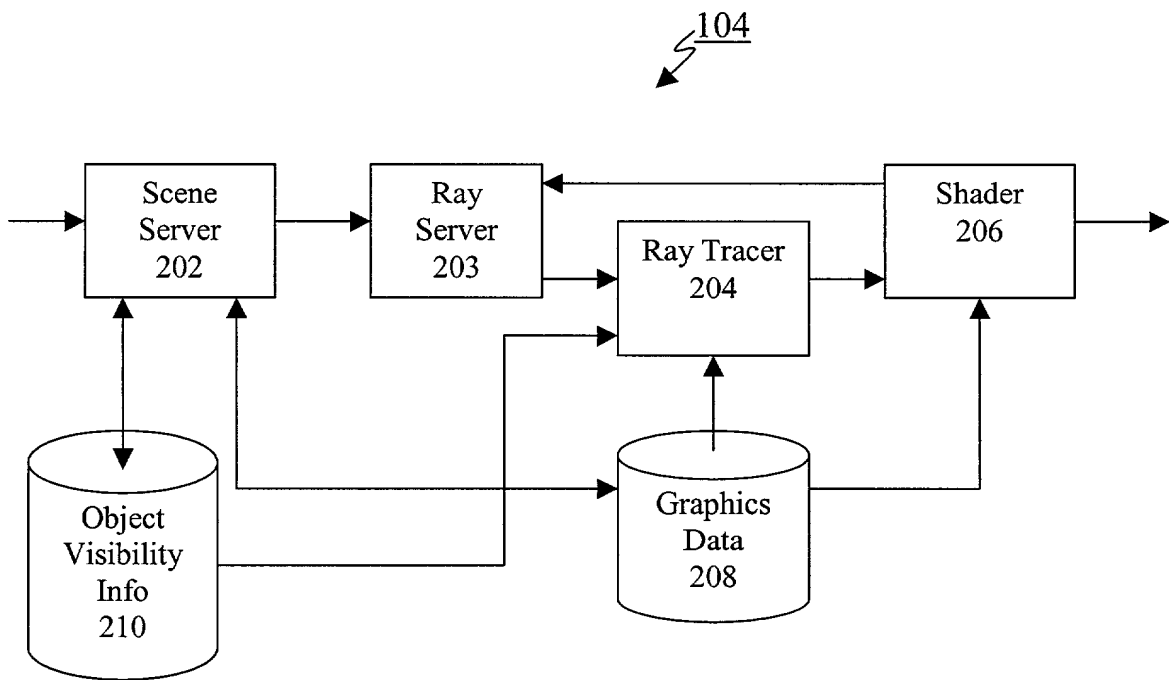 104
Scene
Server
202
Ray
Server
203
Ray Tracer
204
Shader
206
Object
Visibility
Info
210
Graphics
Data
208